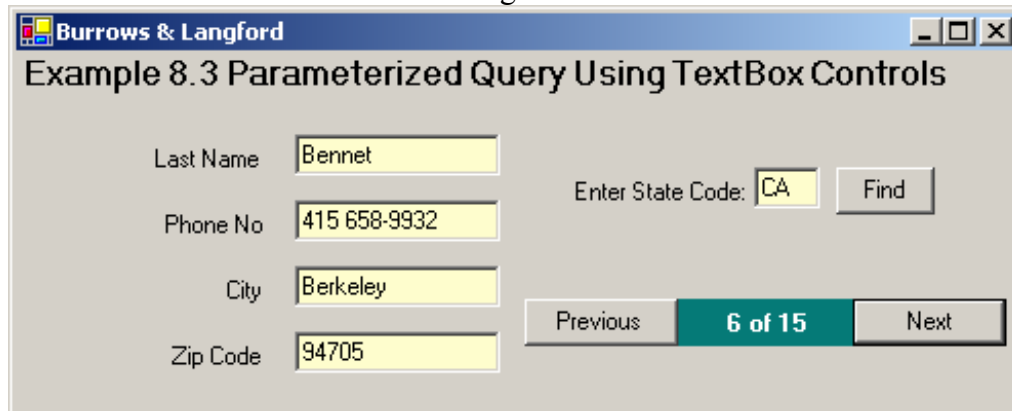 Burrows & Langford
Example 8.3 Parameterized Query Using TextBox Controls
Last Name Bennet
Enter State Code: CA Find
Phone No 415 658-9932
City Berkeley
Previous 6 of 15 Next
Zip Code 94705